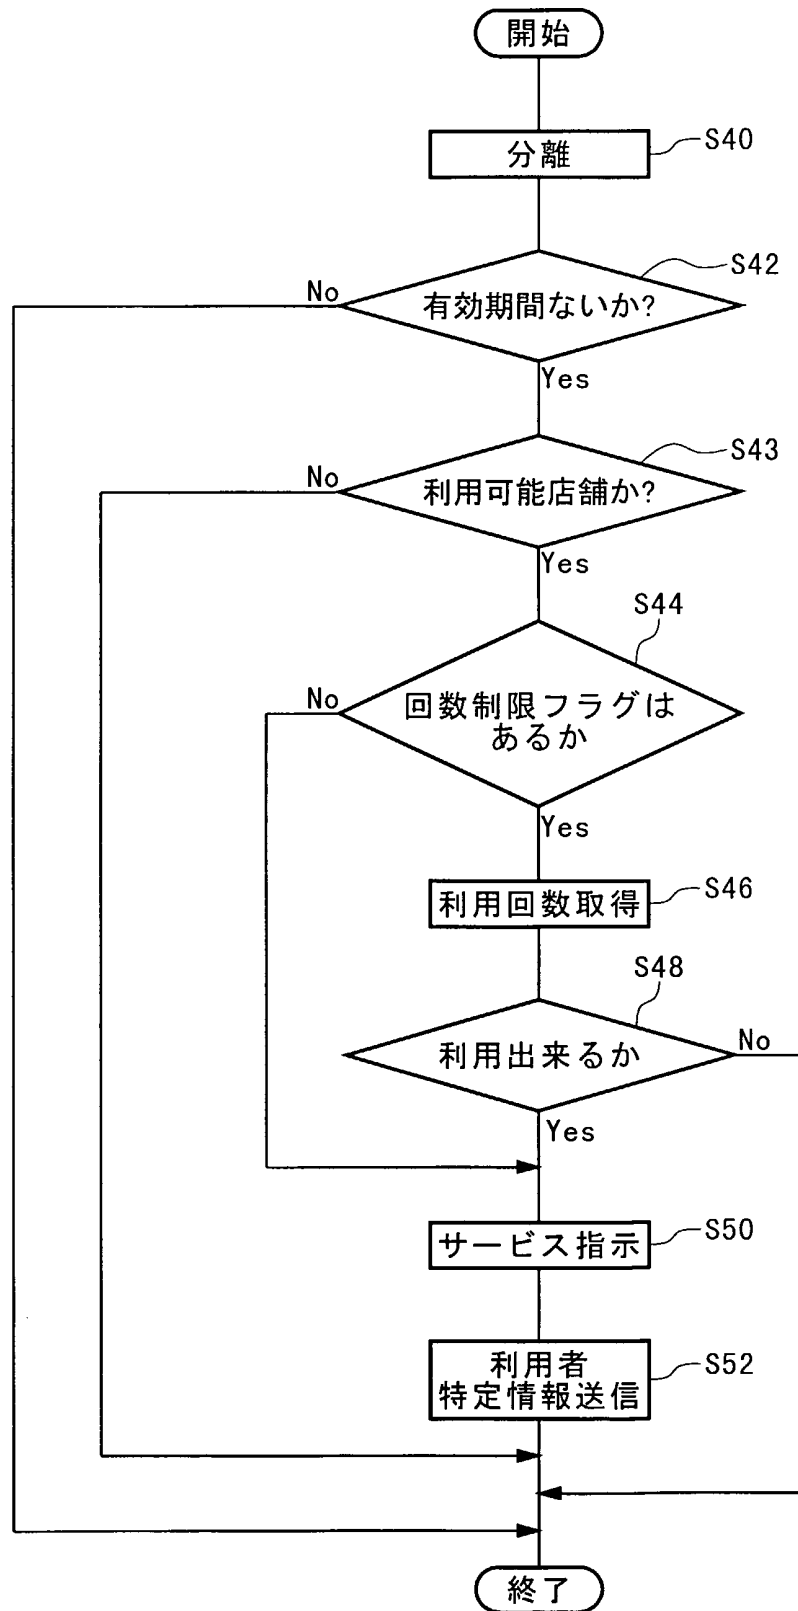 開始
分離
S40
S42
No
有効期間ないか?
Yes
S43
No
利用可能店舗か?
Yes
S44
No
回数制限フラグは
あるか
Yes
利用回数取得
S46
S48
利用出来るか
No
Yes
サービス指示
S50
利用者
特定情報送信
S52
終了